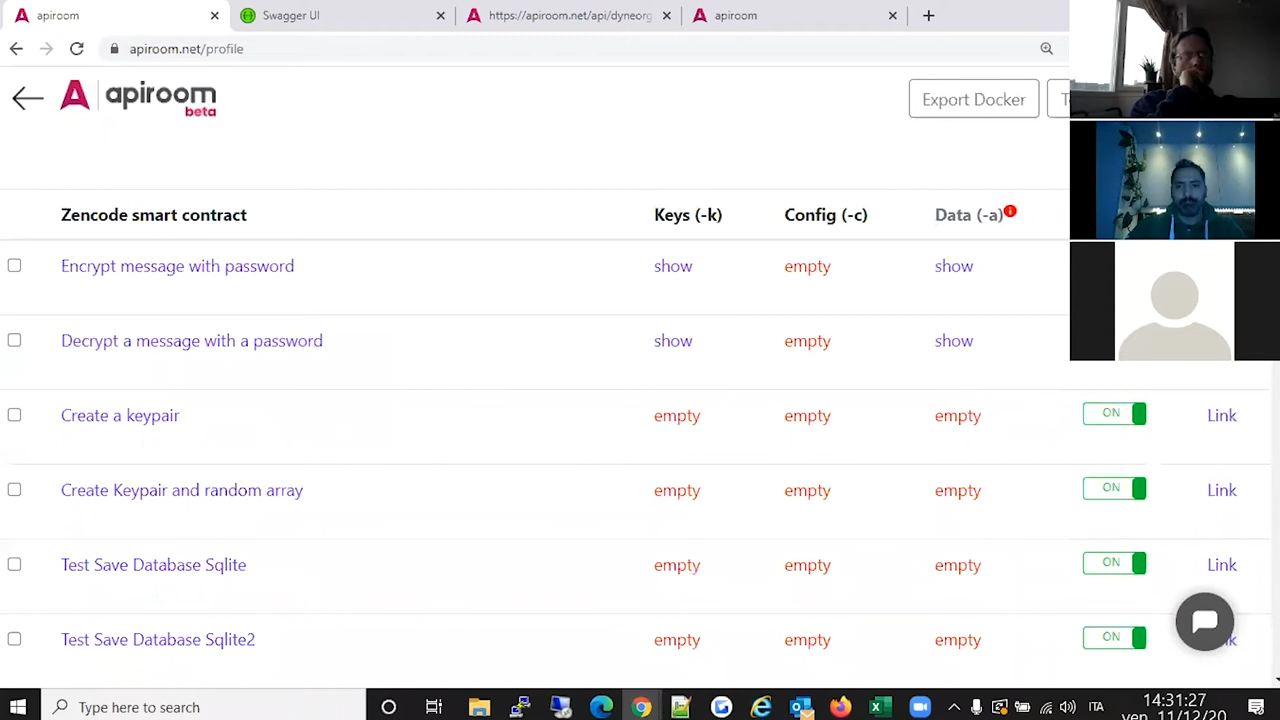 apiroom
Swagger UI
https://apiroom.net/api/dyneorg
apiroom
apiroom.net/profile
apiroom
beta
Export Docker
Zencode smart contract Keys (-k) Config (-c) Data (-a)
Encrypt message with password show empty show
Decrypt a message with a password show empty show
Create a keypair empty empty empty ON Link
Create Keypair and random array empty empty empty ON Link
Test Save Database Sqlite empty empty empty ON Link
Test Save Database Sqlite2 empty empty empty ON
Type here to search
ITA
14:31:27
ven 11/12/20